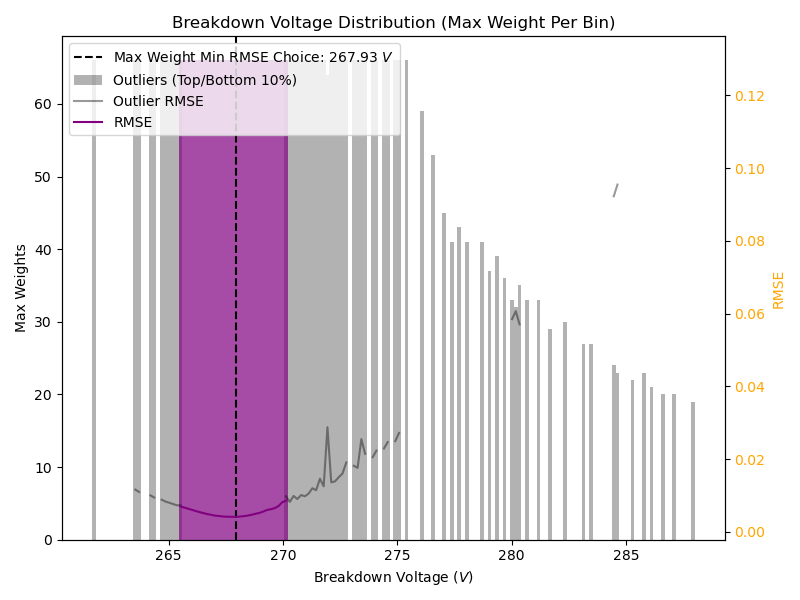 Breakdown Voltage Distribution (Max Weight Per Bin)
Max Weight Min RMSE Choice: 267.93 V
Outliers (Top/Bottom 10%)
Outlier RMSE
RMSE
Max Weights
60
50
40
30
20
10
0
0.12
0.10
0.08
0.06
0.04
0.02
0.00
RMSE
265
270
275
280
285
Breakdown Voltage (V)